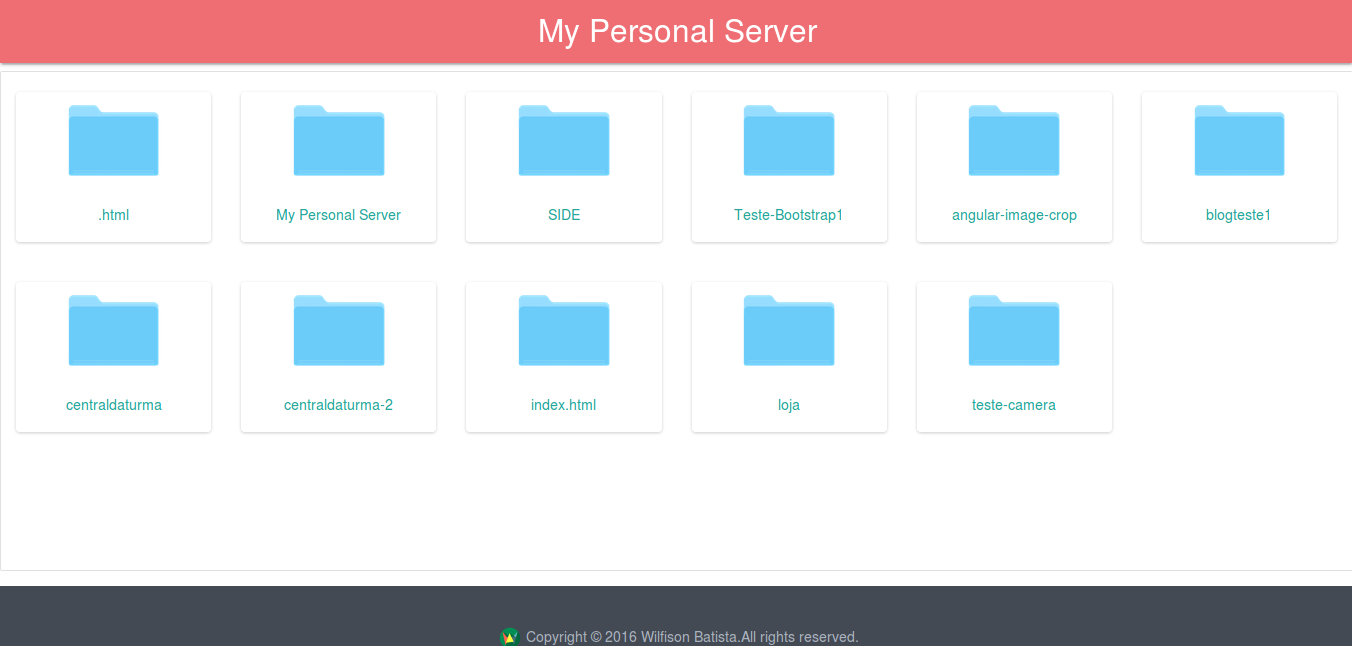 My Personal Server
.html
My Personal Server
SIDE
Teste-Bootstrap1
angular-image-crop
blogteste1
centraldaturma
centraldaturma-2
index.html
loja
teste-camera
Copyright © 2016 Wilfison Batista.All rights reserved.